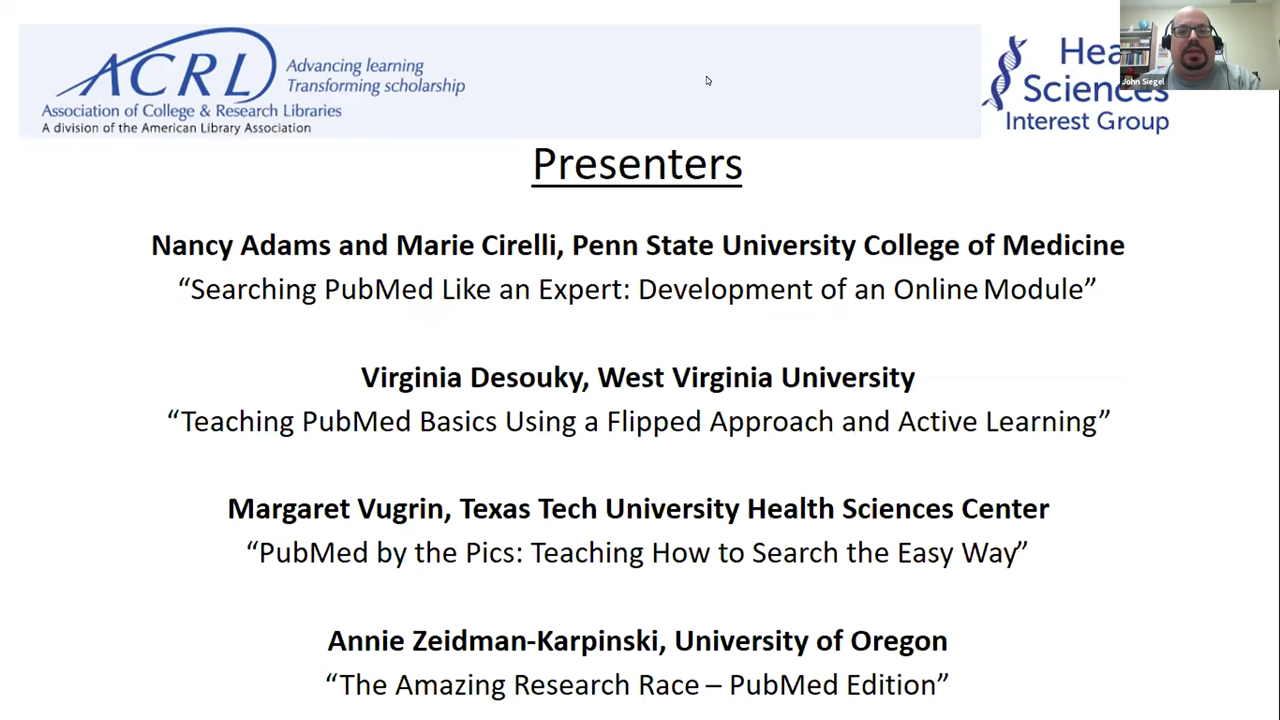 ACRL
Advancing learning
Transforming scholarship
Association of College & Research Libraries
A division of the American Library Association
Sciences
Interest Group
John Siegel
Presenters
Nancy Adams and Marie Cirelli, Penn State University College of Medicine
“Searching PubMed Like an Expert: Development of an Online Module”
Virginia Desouky, West Virginia University
“Teaching PubMed Basics Using a Flipped Approach and Active Learning”
Margaret Vugrin, Texas Tech University Health Sciences Center
“PubMed by the Pics: Teaching How to Search the Easy Way”
Annie Zeidman-Karpinski, University of Oregon
“The Amazing Research Race – PubMed Edition”